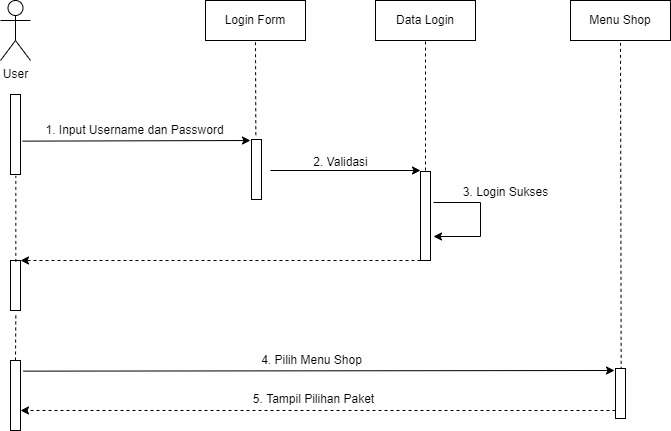 Login Form
Data Login
Menu Shop
User
1. Input Username dan Password
2. Validasi
3. Login Sukses
4. Pilih Menu Shop
5. Tampil Pilihan Paket